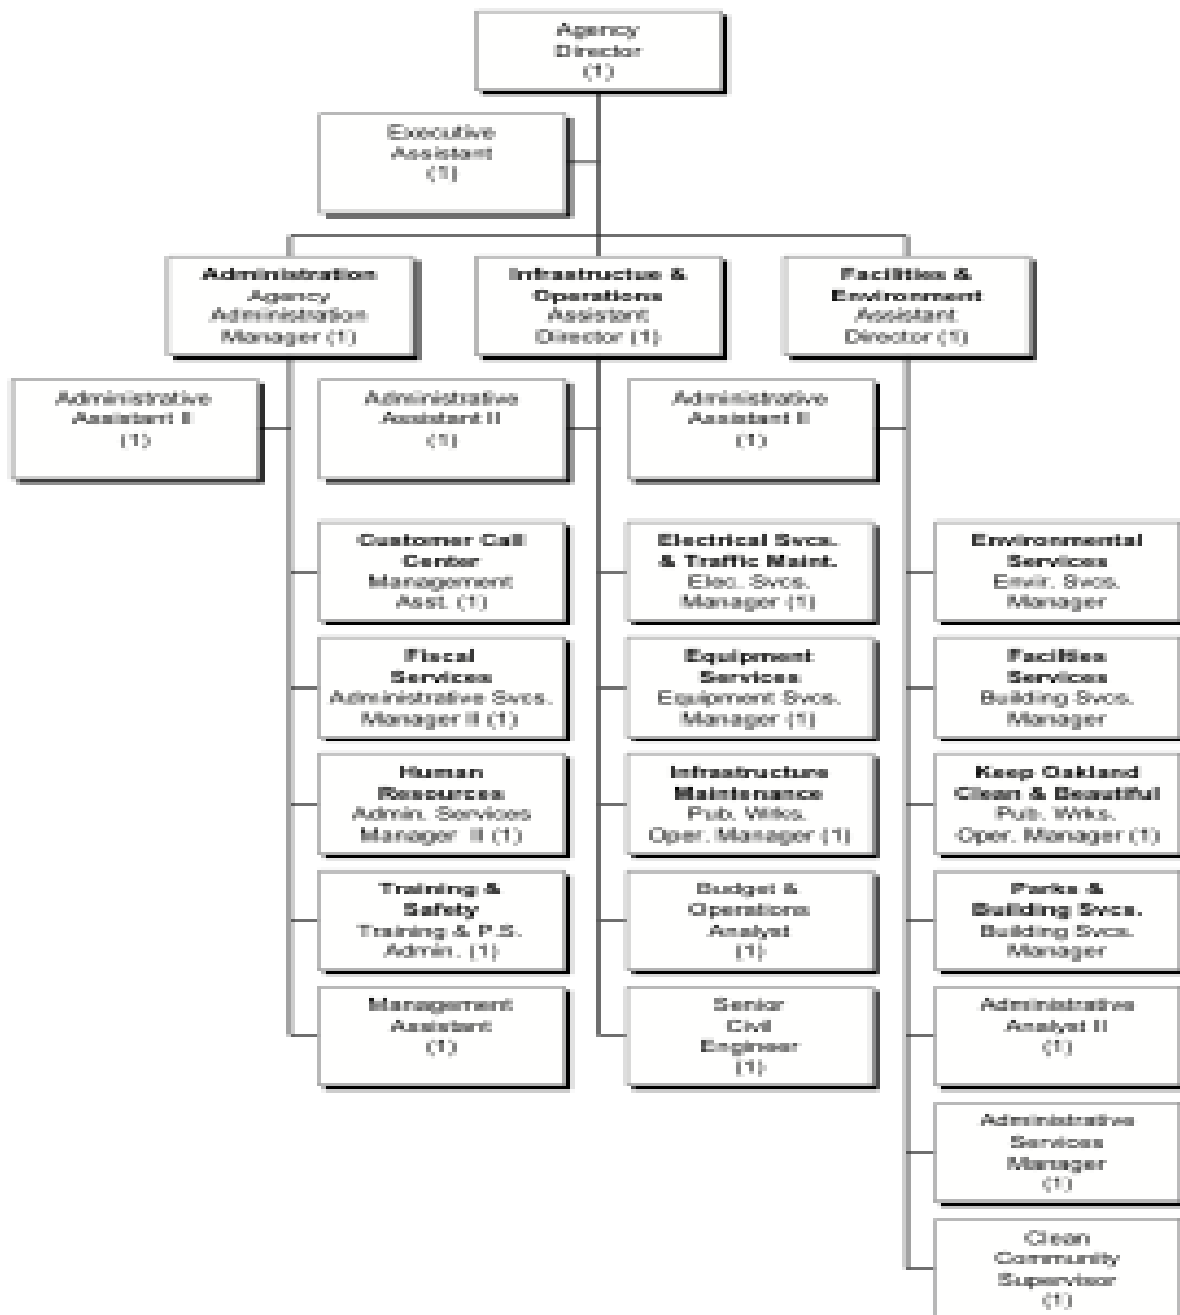 Agency
Director
(1)
Executive
Assistant
(1)
Administration
Agency
Administration
Manager (1)
Infrastructue &
Operations
Assistant
Director (1)
Facilities &
Environment
Assistant
Director (1)
Administrative
Assistant II
(1)
Administrative
Assistant II
(1)
Administrative
Assistant II
(1)
Customer Call
Center
Management
Asst. (1)
Fiscal
Services
Administrative Svcs.
Manager II (1)
Human
Resources
Admin. Services
Manager II (1)
Training &
Safety
Training & P.S.
Admin. (1)
Management
Assistant
(1)
Electrical Svcs.
& Traffic Maint.
Elec. Svcs.
Manager (1)
Equipment
Services
Equipment Svcs.
Manager (1)
Infrastructure
Maintenance
Pub. Wrks.
Oper. Manager (1)
Budget &
Operations
Analyst
(1)
Senior
Civil
Engineer
(1)
Environmental
Services
Envir. Svcs.
Manager
Facilties
Services
Building Svcs.
Manager
Keep Oakland
Clean & Beautiful
Pub. Wrks.
Oper. Manager (1)
Parks &
Building Svcs.
Building Svcs.
Manager
Administrative
Analyst II
(1)
Administrative
Services
Manager
(1)
Clean
Community
Supervisor
(1)